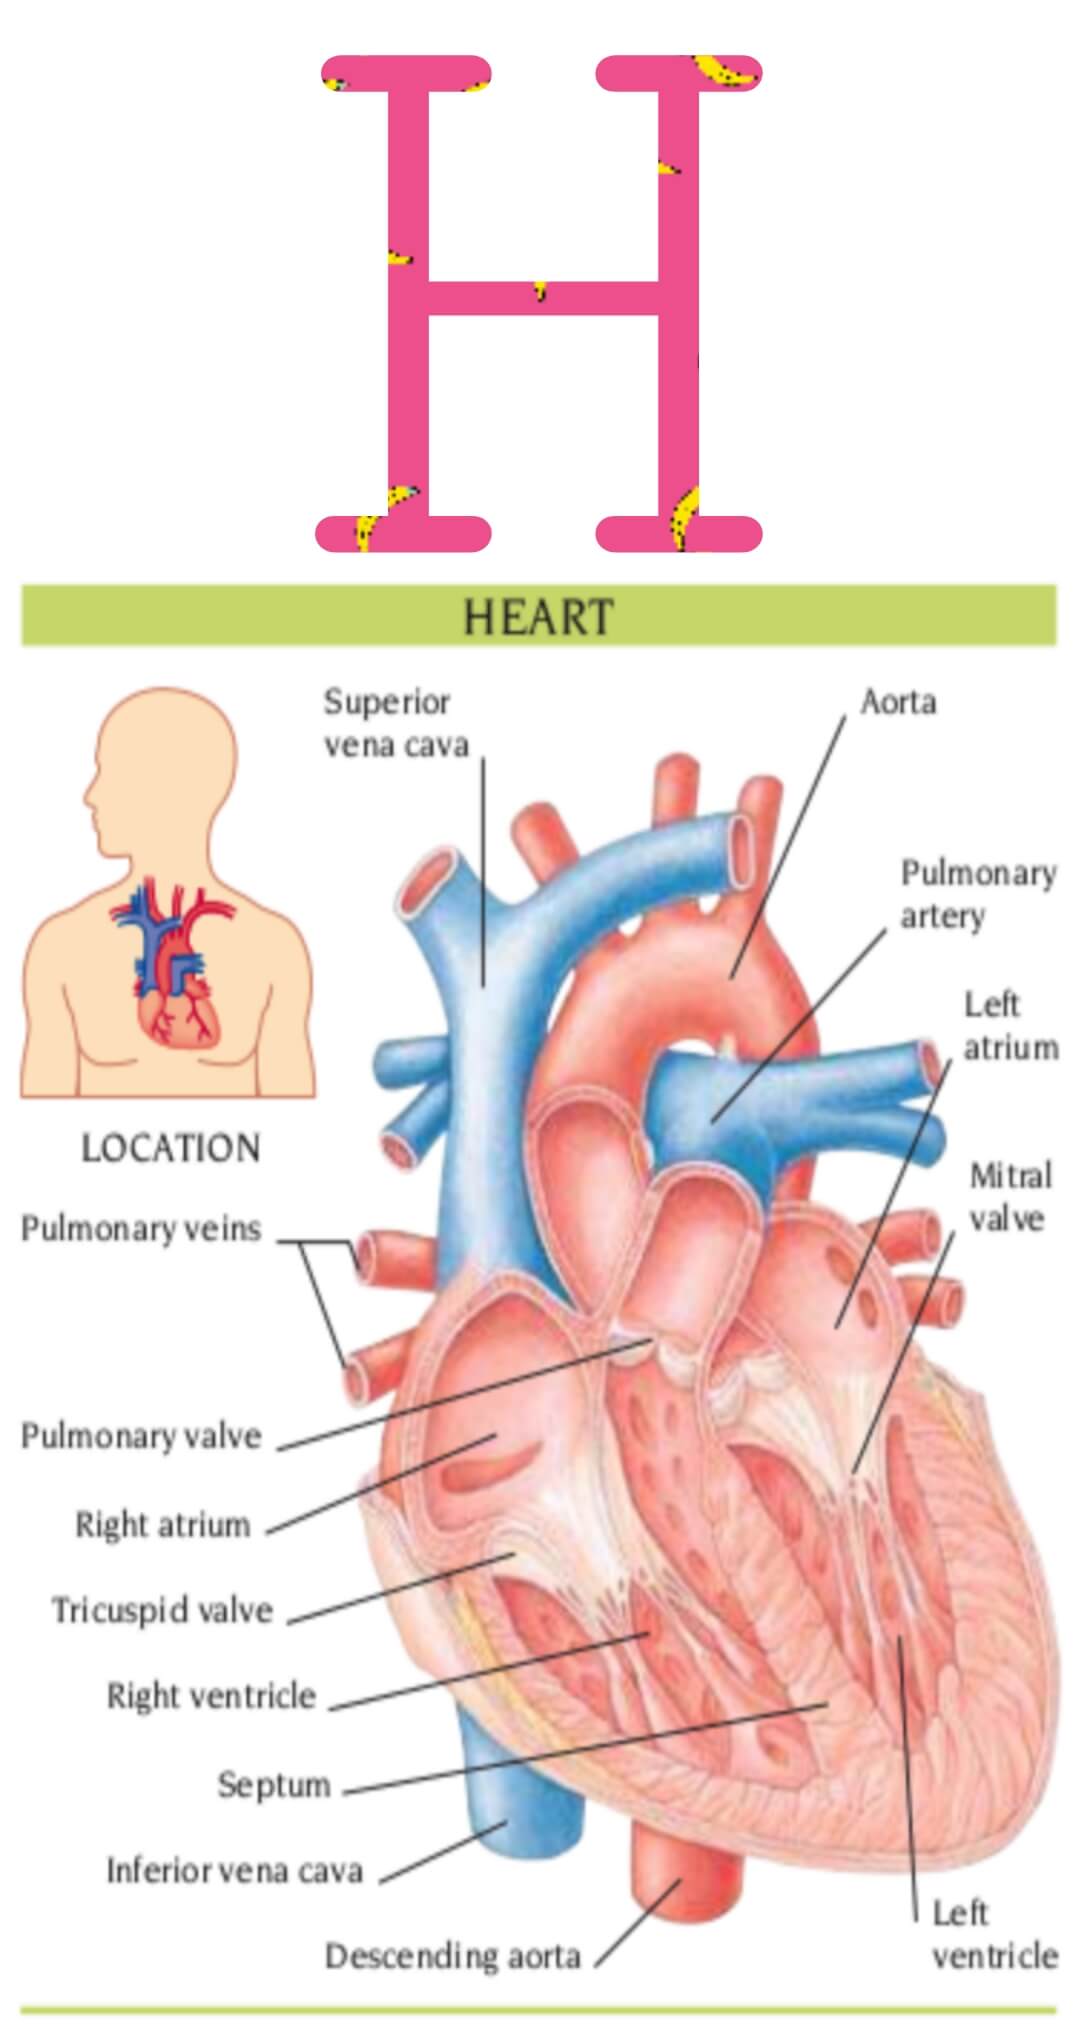 H
HEART
Superior
vena cava
Aorta
Pulmonary
artery
Left
atrium
Mitral
valve
LOCATION
Pulmonary veins
Pulmonary valve
Right atrium
Tricuspid valve
Right ventricle
Septum
Inferior vena cava
Descending aorta
Left
ventricle